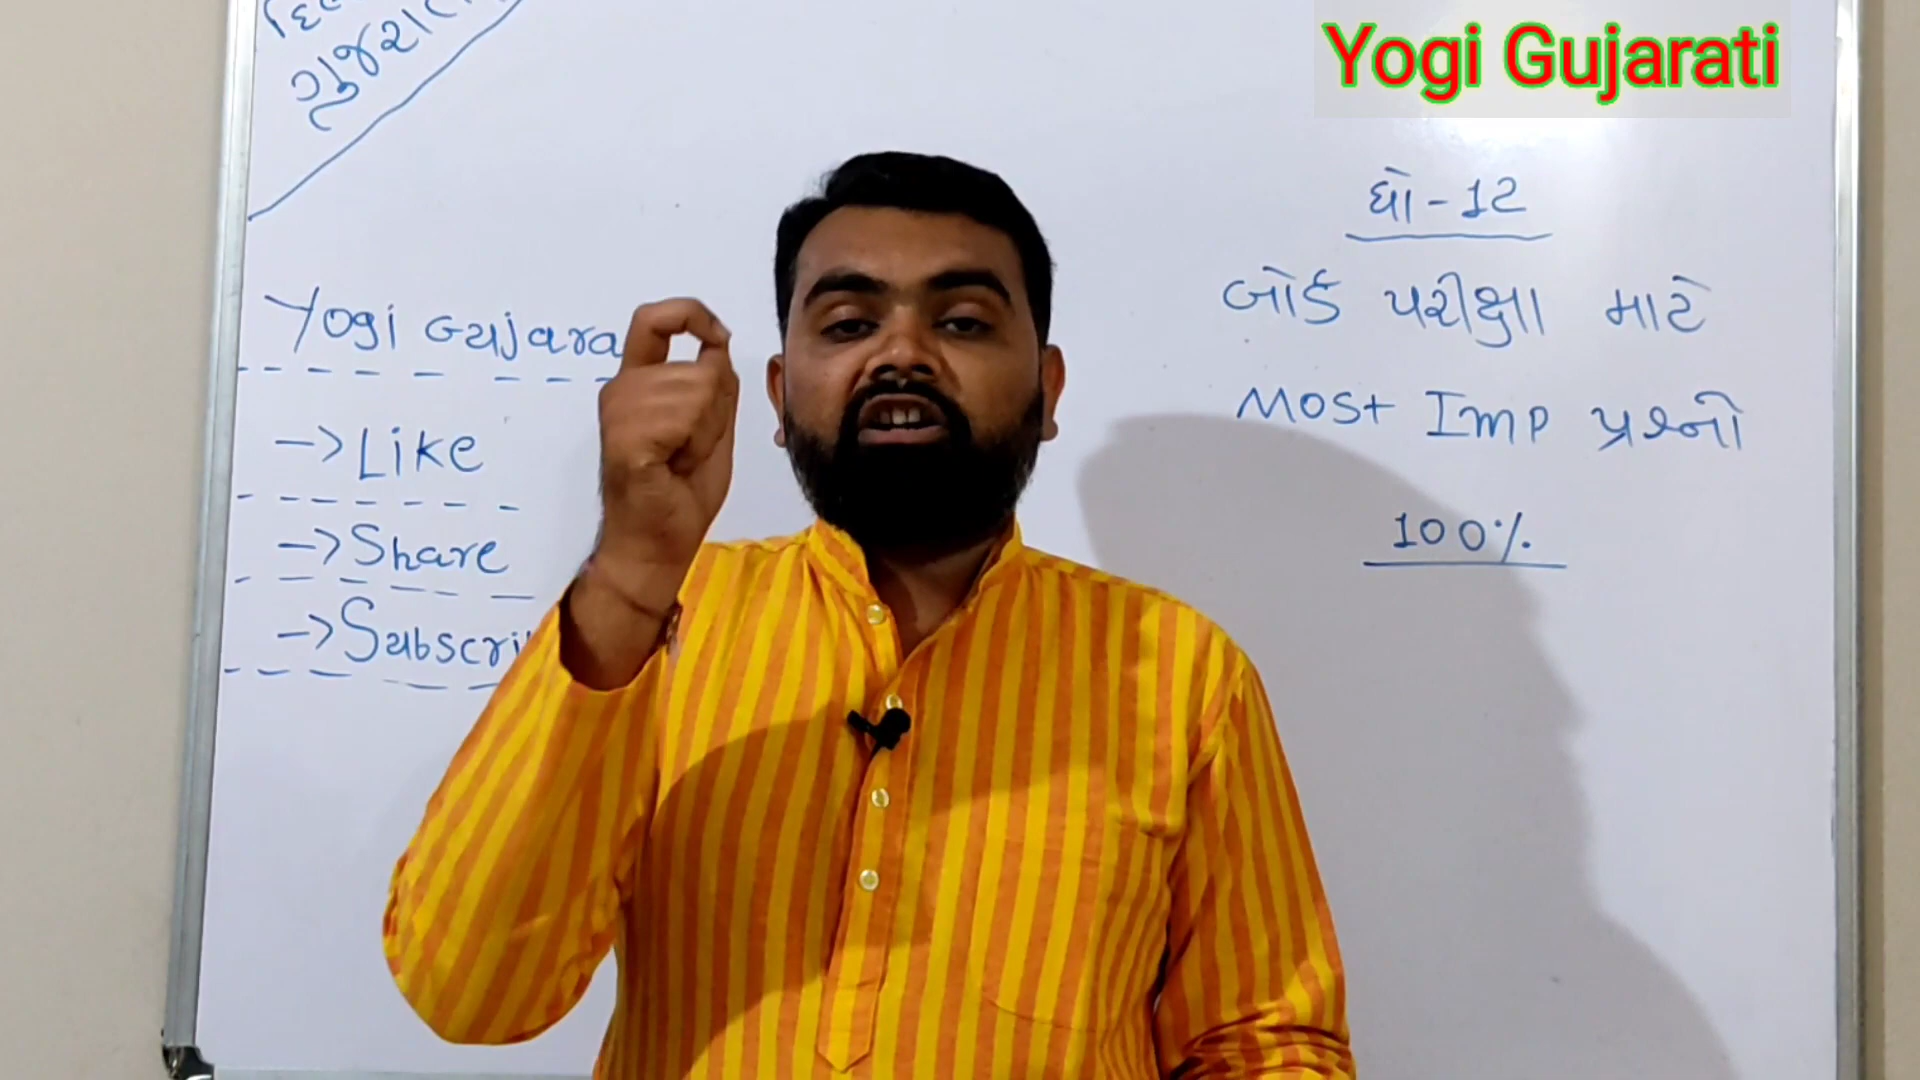 Yogi Gujarati
ધો-12
બોર્ડ પરીક્ષા માટે
MOST Imp પ્રશ્નો
100%
Yogi Gujara
->Like
->Share
->Subscri